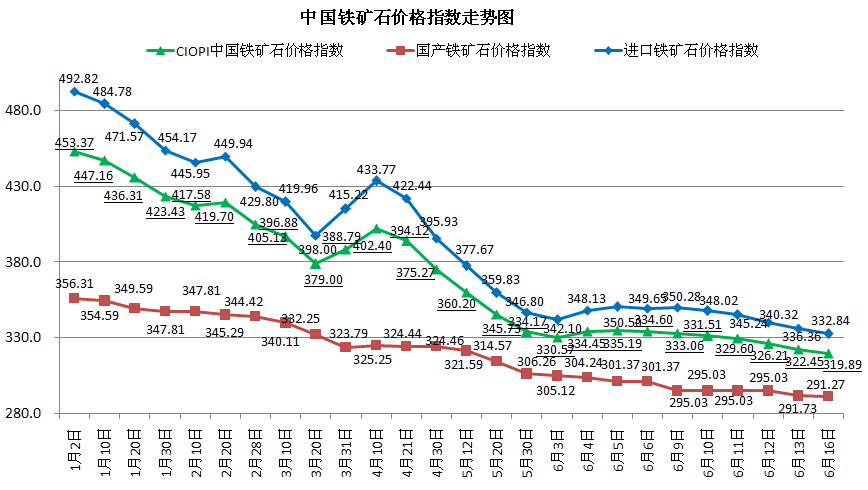 中国铁矿石价格指数走势图
CIOPI中国铁矿石价格指数 国产铁矿石价格指数 进口铁矿石价格指数
480.0
430.0
380.0
330.0
280.0
492.82 484.78 471.57 454.17 445.95 449.94 429.80 419.96 398.00 415.22 433.77 422.44 395.93 377.67 359.83 346.80 342.10 348.13 350.50 349.65 350.28 348.02 345.24 340.32 336.36 332.84
453.37 447.16 436.31 423.43 417.58 419.70 405.12 396.88 379.00 388.79 402.40 394.12 375.27 360.20 345.73 334.17 330.57 334.45 335.19 334.60 333.06 331.51 329.60 326.21 322.45 319.89
356.31 354.59 349.59 347.81 347.81 345.29 344.42 340.11 332.25 323.79 325.25 324.44 324.46 321.59 314.57 306.26 305.12 304.24 301.37 301.37 295.03 295.03 295.03 295.03 291.73 291.27
1月2日 1月10日 1月20日 1月30日 2月10日 2月20日 2月28日 3月10日 3月20日 3月31日 4月10日 4月20日 4月30日 5月12日 5月20日 5月30日 6月3日 6月4日 6月5日 6月6日 6月9日 6月10日 6月11日 6月12日 6月13日 6月16日